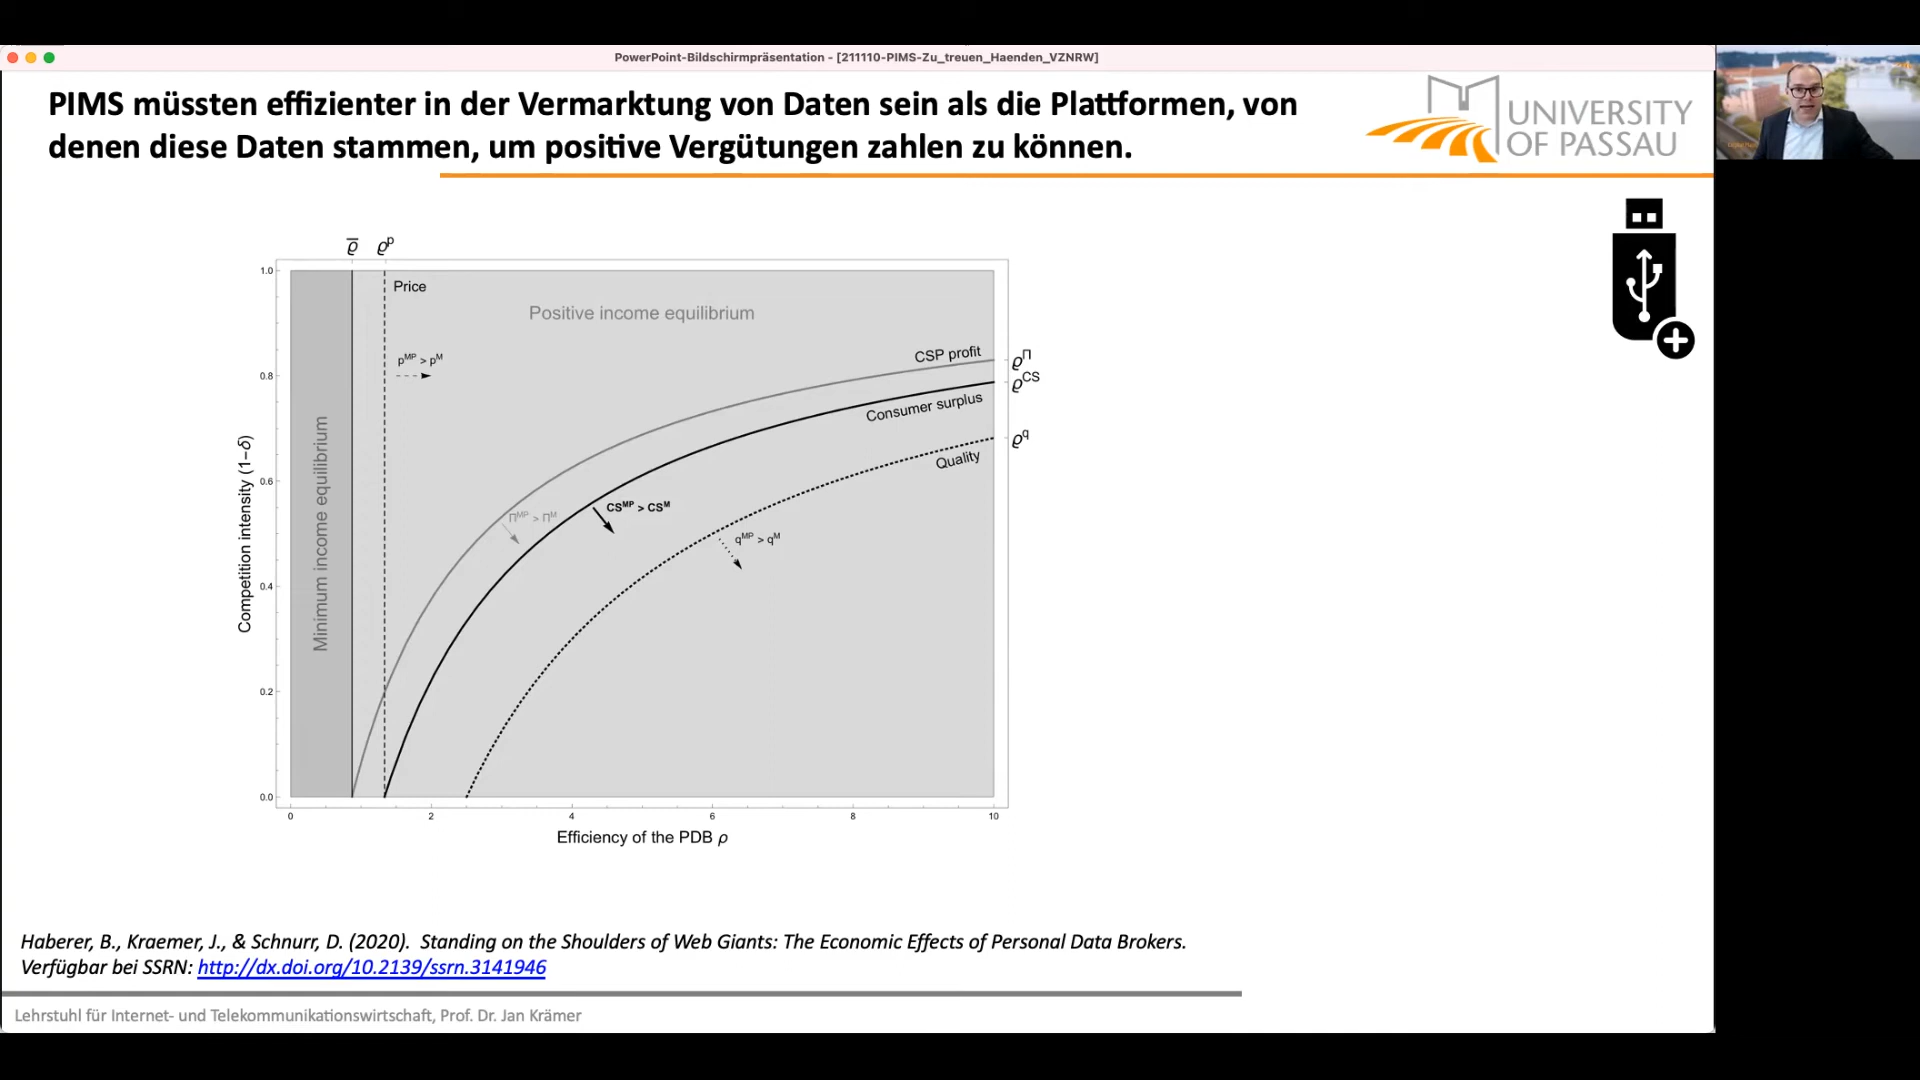 PowerPoint-Bildschirmpräsentation - [211110-PIMS-Zu_treuen_Haenden_VZNRW]
PIMS müssten effizienter in der Vermarktung von Daten sein als die Plattformen, von
denen diese Daten stammen, um positive Vergütungen zahlen zu können.
UNIVERSITY
OF PASSAU
ϱ̅ ϱᵖ
1.0
Price
Positive income equilibrium
pᴹᴾ > pᴹ
CSP profit
ϱᴨ
0.8
ϱᶜˢ
Consumer surplus
ϱq
Quality
Minimum income equilibrium
Competition intensity (1−δ)
0.6
CSᴹᴾ > CSᴹ
Πᴹᴾ > Πᴹ
qᴹᴾ > qᴹ
0.4
0.2
0.0
0 2 4 6 8 10
Efficiency of the PDB ρ
Haberer, B., Kraemer, J., & Schnurr, D. (2020). Standing on the Shoulders of Web Giants: The Economic Effects of Personal Data Brokers.
Verfügbar bei SSRN: http://dx.doi.org/10.2139/ssrn.3141946
Lehrstuhl für Internet- und Telekommunikationswirtschaft, Prof. Dr. Jan Krämer